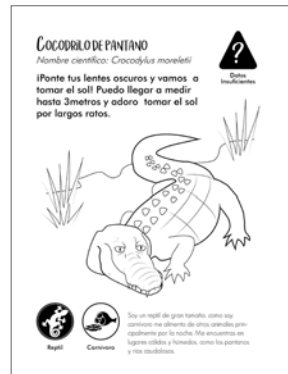 COCODRILO DE PANTANO
Nombre científico: Crocodylus moreletii
?
Datos
Insuficientes
¡Ponte tus lentes oscuros y vamos a
tomar el sol! Puedo llegar a medir
hasta 3metros y adoro tomar el sol
por largos ratos.
Reptil
Carnívoro
Soy un reptil de gran tamaño, como soy
carnívoro me alimento de otros animales prin-
cipalmente por la noche. Me encuentras en
lugares cálidos y húmedos, como los pantanos
y ríos caudalosos.